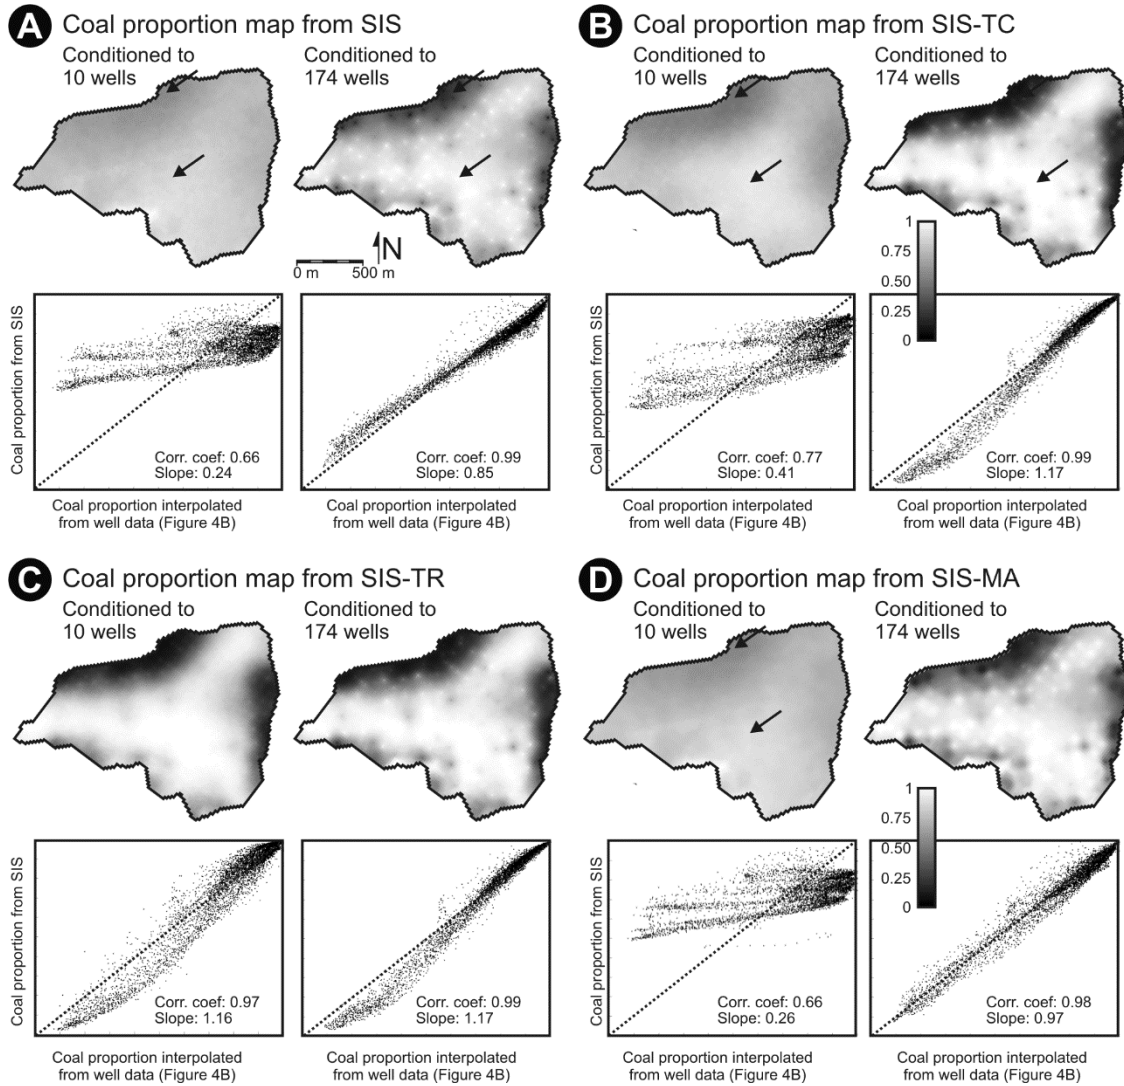 A Coal proportion map from SIS
Conditioned to
10 wells
Conditioned to
174 wells
N
0 m 500 m
Coal proportion from SIS
Corr. coef: 0.66
Slope: 0.24
Corr. coef: 0.99
Slope: 0.85
Coal proportion interpolated
from well data (Figure 4B)
Coal proportion interpolated
from well data (Figure 4B)
B Coal proportion map from SIS-TC
Conditioned to
10 wells
Conditioned to
174 wells
1
0.75
0.50
0.25
0
Coal proportion from SIS
Corr. coef: 0.77
Slope: 0.41
Corr. coef: 0.99
Slope: 1.17
Coal proportion interpolated
from well data (Figure 4B)
Coal proportion interpolated
from well data (Figure 4B)
C Coal proportion map from SIS-TR
Conditioned to
10 wells
Conditioned to
174 wells
Coal proportion from SIS
Corr. coef: 0.97
Slope: 1.16
Corr. coef: 0.99
Slope: 1.17
Coal proportion interpolated
from well data (Figure 4B)
Coal proportion interpolated
from well data (Figure 4B)
D Coal proportion map from SIS-MA
Conditioned to
10 wells
Conditioned to
174 wells
1
0.75
0.50
0.25
0
Coal proportion from SIS
Corr. coef: 0.66
Slope: 0.26
Corr. coef: 0.98
Slope: 0.97
Coal proportion interpolated
from well data (Figure 4B)
Coal proportion interpolated
from well data (Figure 4B)